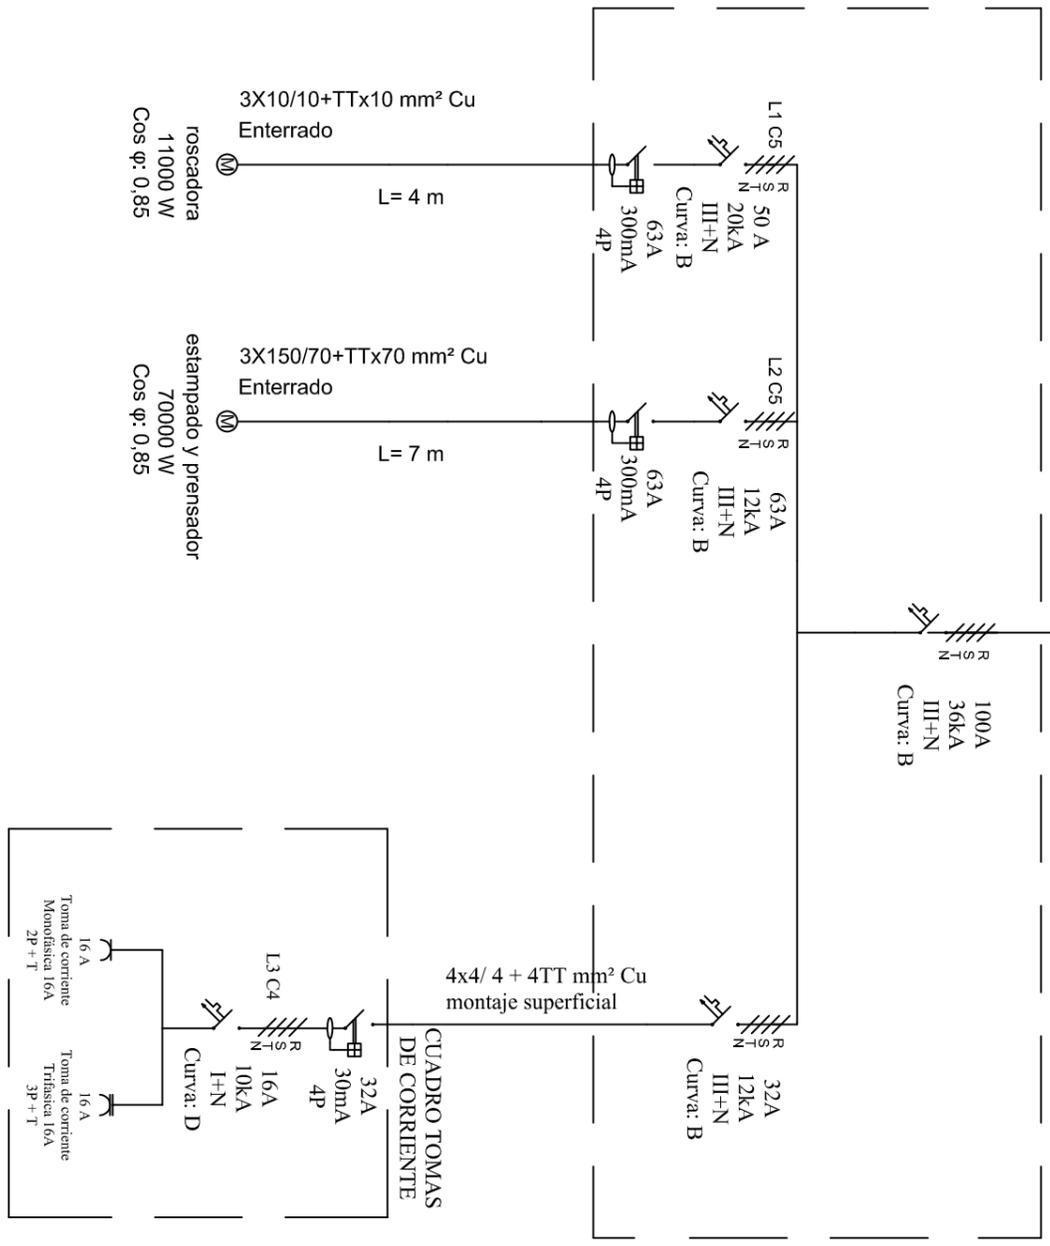 3X10/10+TTx10 mm² Cu
Enterrado
L= 4 m
roscadora
11000 W
Cos φ: 0,85
M
L1 C5
R
S
T
N
50 A
20kA
III+N
Curva: B
63A
300mA
4P
3X150/70+TTx70 mm² Cu
Enterrado
L= 7 m
estampado y prensador
70000 W
Cos φ: 0,85
M
L2 C5
R
S
T
N
63A
12kA
III+N
Curva: B
63A
300mA
4P
R
S
T
N
100A
36kA
III+N
Curva: B
4x4/ 4 + 4TT mm² Cu
montaje superficial
R
S
T
N
32A
12kA
III+N
Curva: B
CUADRO TOMAS
DE CORRIENTE
32A
30mA
4P
L3 C4
R
S
T
N
16A
10kA
I+N
Curva: D
16 A
Toma de corriente
Monofásica 16A
2P + T
16 A
Toma de corriente
Trifasica 16A
3P + T